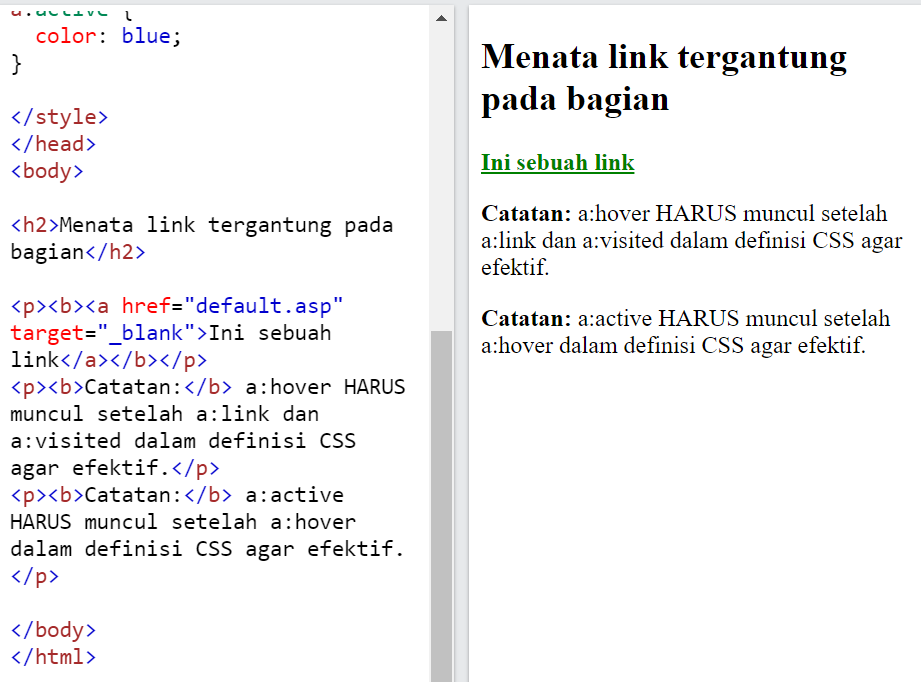 a:active {
  color: blue;
}
</style>
</head>
<body>
<h2>Menata link tergantung pada
bagian</h2>
<p><b><a href="default.asp"
target="_blank">Ini sebuah
link</a></b></p>
<p><b>Catatan:</b> a:hover HARUS
muncul setelah a:link dan
a:visited dalam definisi CSS
agar efektif.</p>
<p><b>Catatan:</b> a:active
HARUS muncul setelah a:hover
dalam definisi CSS agar efektif.
</p>
</body>
</html>
Menata link tergantung
pada bagian
Ini sebuah link
Catatan: a:hover HARUS muncul setelah
a:link dan a:visited dalam definisi CSS agar
efektif.
Catatan: a:active HARUS muncul setelah
a:hover dalam definisi CSS agar efektif.